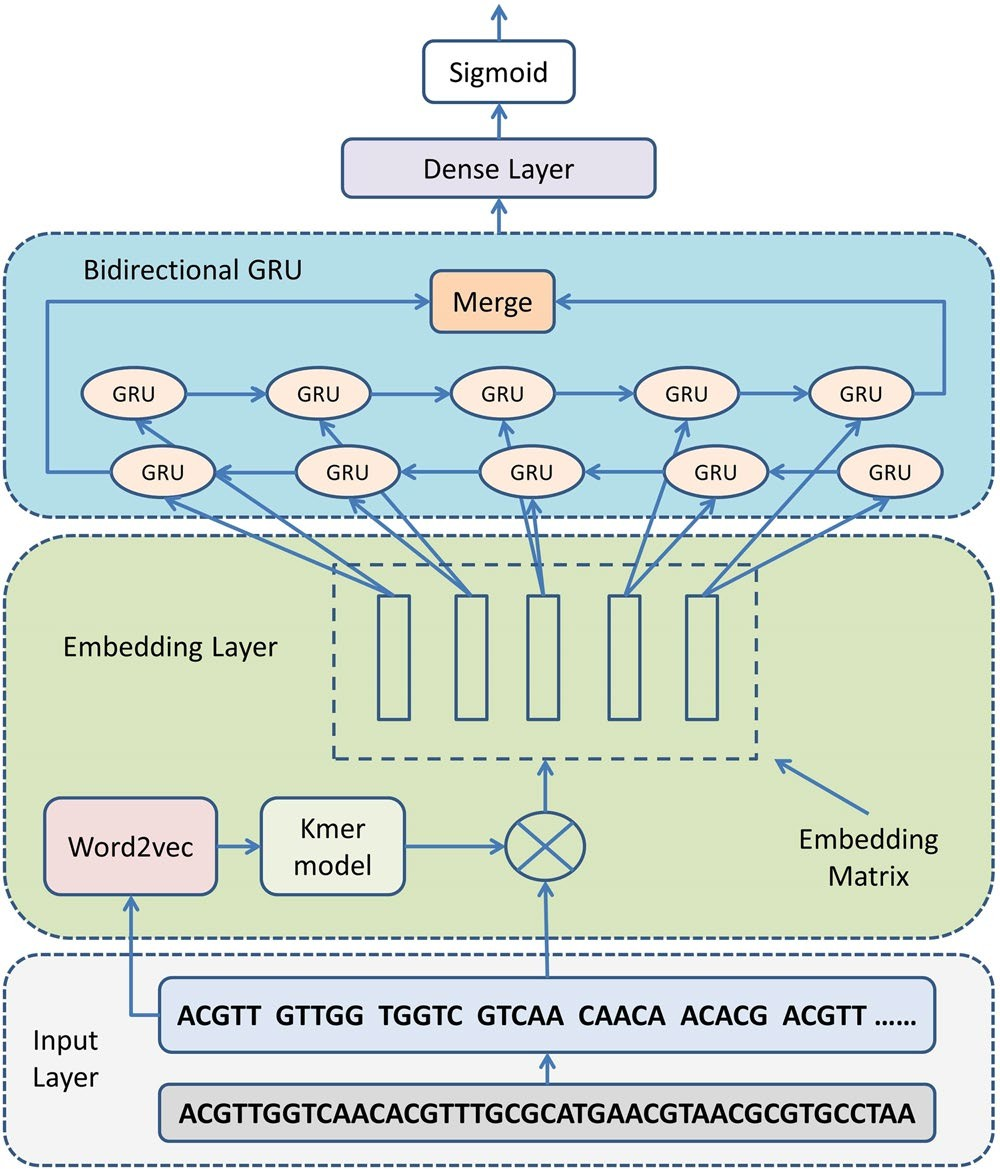 Sigmoid
Dense Layer
Bidirectional GRU
Merge
GRU GRU GRU GRU GRU
GRU GRU GRU GRU GRU
Embedding Layer
Word2vec
Kmer
model
Embedding
Matrix
Input
Layer
ACGTT GTTGG TGGTC GTCAA CAACA ACACG ACGTT ......
ACGTTGGTCAACACGTTTGCGCATGAACGTAACGCGTGCCTAA